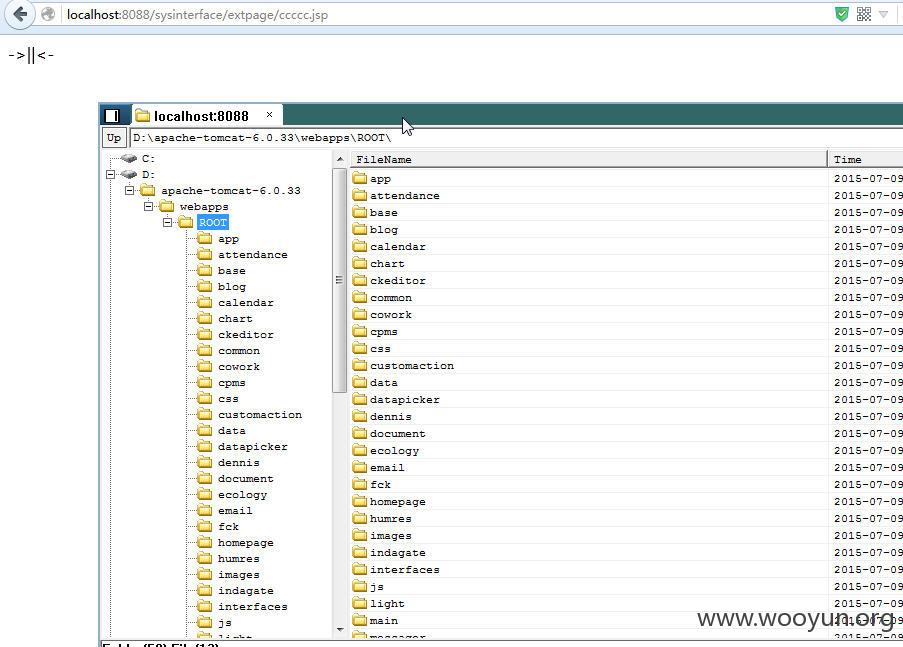 localhost:8088/sysinterface/extpage/ccccc.jsp
->||<-
localhost:8088 ×
Up D:\apache-tomcat-6.0.33\webapps\ROOT\
C:
D:
apache-tomcat-6.0.33
webapps
ROOT
app
attendance
base
blog
calendar
chart
ckeditor
common
cowork
cpms
css
customaction
data
datapicker
dennis
document
ecology
email
fck
homepage
humres
images
indagate
interfaces
js
light
FileName Time
app 2015-07-09
attendance 2015-07-09
base 2015-07-09
blog 2015-07-09
calendar 2015-07-09
chart 2015-07-09
ckeditor 2015-07-09
common 2015-07-09
cowork 2015-07-09
cpms 2015-07-09
css 2015-07-09
customaction 2015-07-09
data 2015-07-09
datapicker 2015-07-09
dennis 2015-07-09
document 2015-07-09
ecology 2015-07-09
email 2015-07-09
fck 2015-07-09
homepage 2015-07-09
humres 2015-07-09
images 2015-07-09
indagate 2015-07-09
interfaces 2015-07-09
js 2015-07-09
light 2015-07-09
main 2015-07-09
messager 2015-07-09
www.wooyun.org